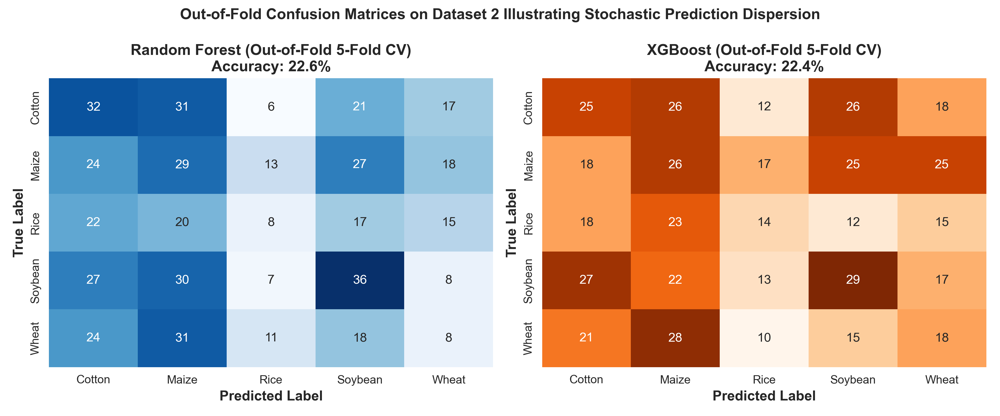 Out-of-Fold Confusion Matrices on Dataset 2 Illustrating Stochastic Prediction Dispersion
Random Forest (Out-of-Fold 5-Fold CV)
Accuracy: 22.6%
True Label
Cotton
32 31 6 21 17
Maize
24 29 13 27 18
Rice
22 20 8 17 15
Soybean
27 30 7 36 8
Wheat
24 31 11 18 8
Cotton Maize Rice Soybean Wheat
Predicted Label
XGBoost (Out-of-Fold 5-Fold CV)
Accuracy: 22.4%
True Label
Cotton
25 26 12 26 18
Maize
18 26 17 25 25
Rice
18 23 14 12 15
Soybean
27 22 13 29 17
Wheat
21 28 10 15 18
Cotton Maize Rice Soybean Wheat
Predicted Label